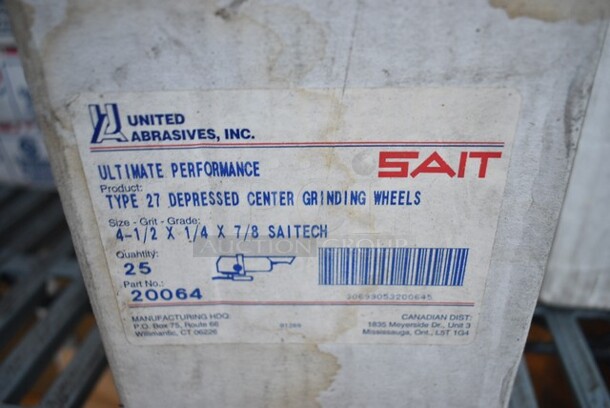 UNITED
ABRASIVES, INC.
SAIT
ULTIMATE PERFORMANCE
Product:
TYPE 27 DEPRESSED CENTER GRINDING WHEELS
Size - Grit - Grade:
4-1/2 X 1/4 X 7/8 SAITECH
AUCTION GROUP
Quantity:
25
Part No.:
20064
MANUFACTURING HDQ:
P.O. Box 75, Route 66
Willimantic, CT 06226
CANADIAN DIST:
1835 Meyerside Dr., Unit 3
Mississauga, Ont., L5T 1G4